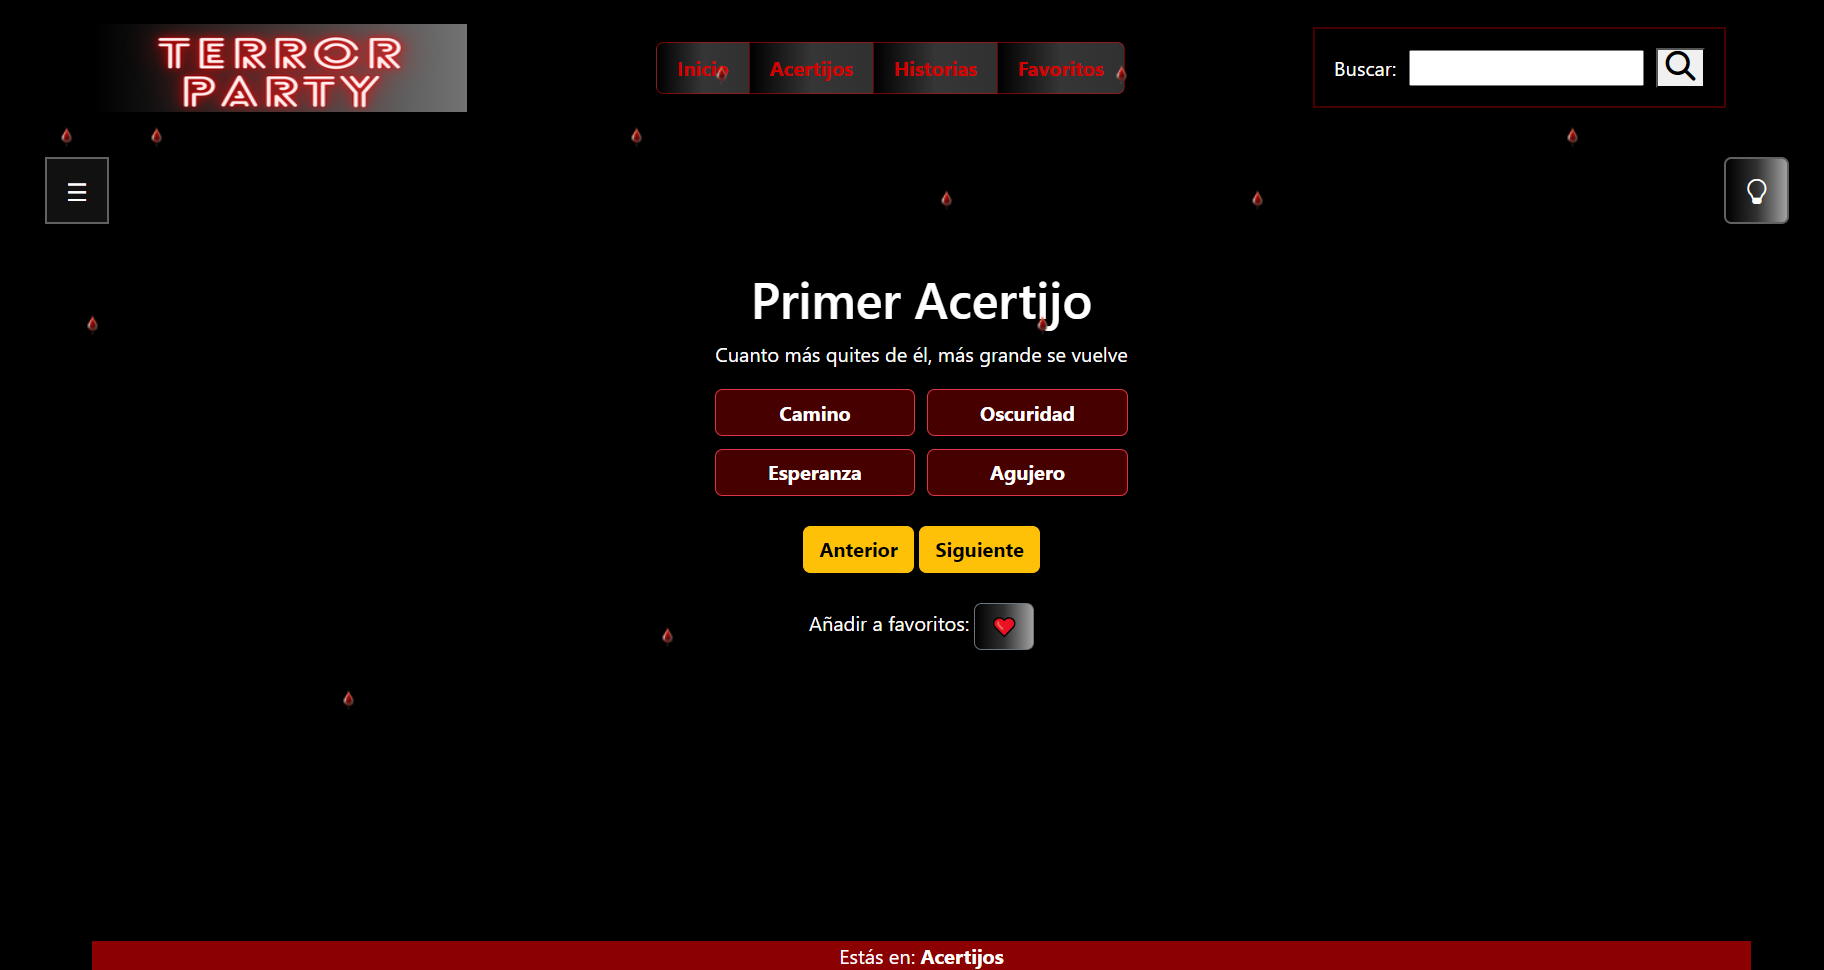 TERROR
PARTY
Inicio Acertijos Historias Favoritos
Buscar:
Primer Acertijo
Cuanto más quites de él, más grande se vuelve
Camino Oscuridad
Esperanza Agujero
Anterior Siguiente
Añadir a favoritos:
Estás en: Acertijos